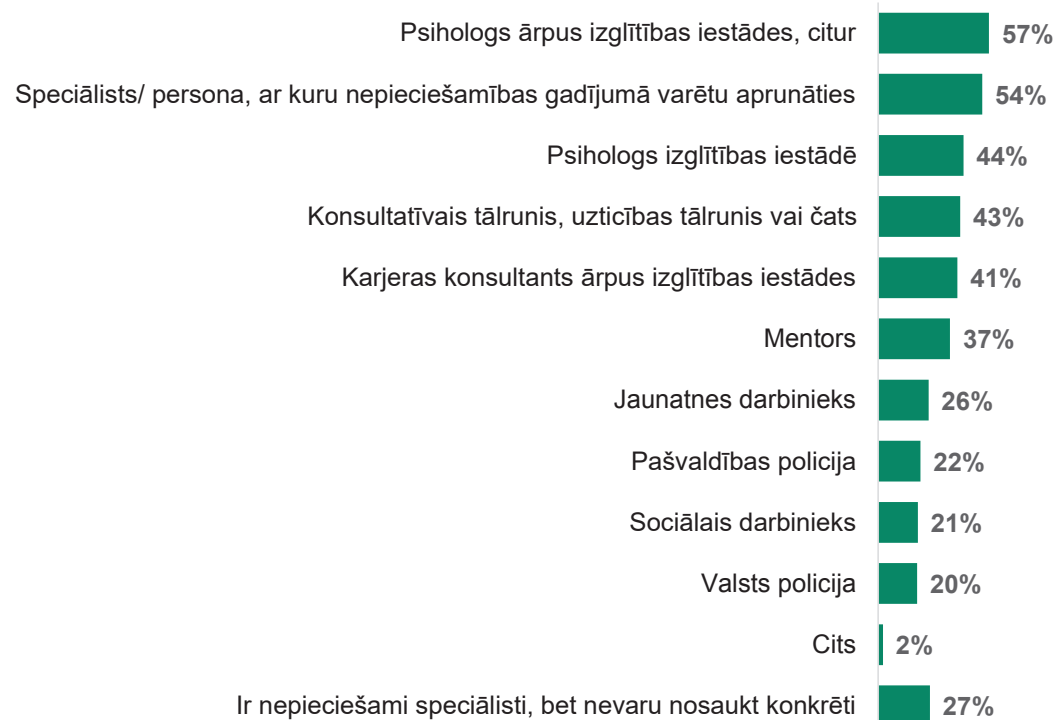 Psihologs ārpus izglītības iestādes, citur 57%
Speciālists/ persona, ar kuru nepieciešamības gadījumā varētu aprunāties 54%
Psihologs izglītības iestādē 44%
Konsultatīvais tālrunis, uzticības tālrunis vai čats 43%
Karjeras konsultants ārpus izglītības iestādes 41%
Mentors 37%
Jaunatnes darbinieks 26%
Pašvaldības policija 22%
Sociālais darbinieks 21%
Valsts policija 20%
Cits 2%
Ir nepieciešami speciālisti, bet nevaru nosaukt konkrēti 27%